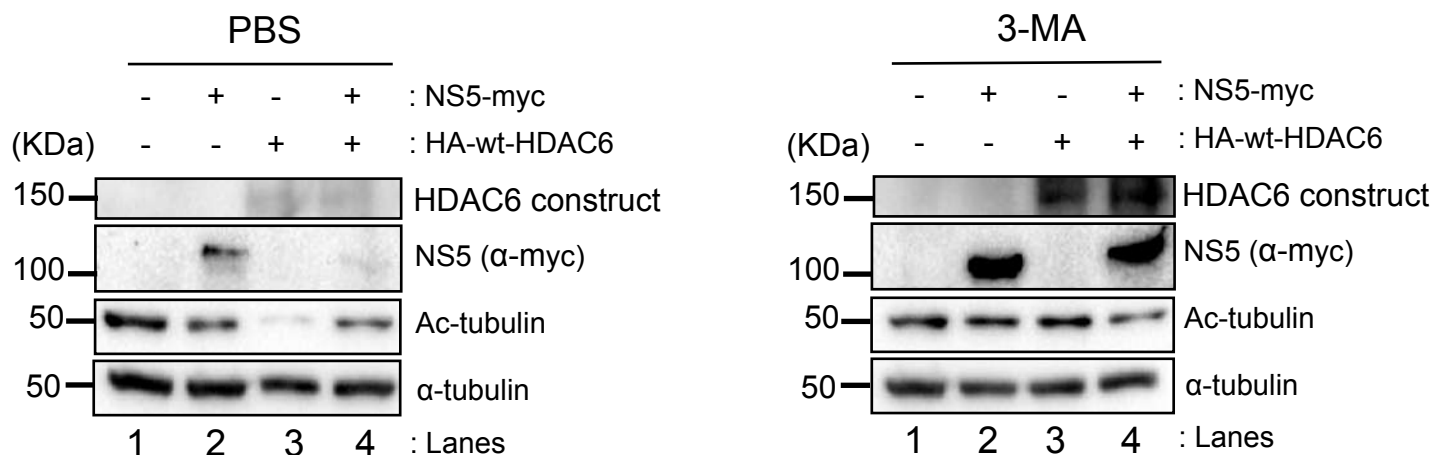 PBS
- + - + : NS5-myc
(KDa) - - + + : HA-wt-HDAC6
150 HDAC6 construct
100 NS5 (α-myc)
50 Ac-tubulin
50 α-tubulin
1 2 3 4 : Lanes
3-MA
- + - + : NS5-myc
(KDa) - - + + : HA-wt-HDAC6
150 HDAC6 construct
100 NS5 (α-myc)
50 Ac-tubulin
50 α-tubulin
1 2 3 4 : Lanes